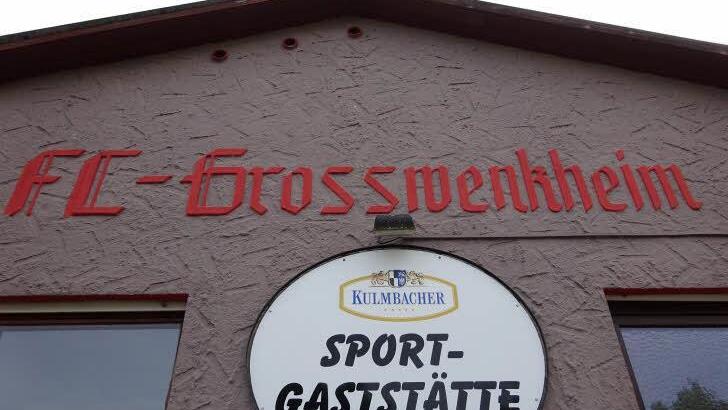 FC-Grosswenkheim
KULMBACHER
SPORT-
GASTSTÄTTE